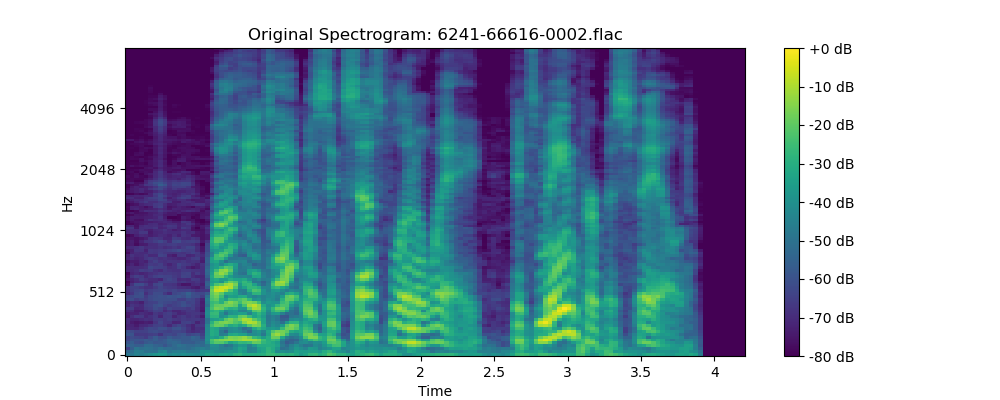 Original Spectrogram: 6241-66616-0002.flac
Hz
4096
2048
1024
512
0
0 0.5 1 1.5 2 2.5 3 3.5 4
Time
+0 dB
-10 dB
-20 dB
-30 dB
-40 dB
-50 dB
-60 dB
-70 dB
-80 dB